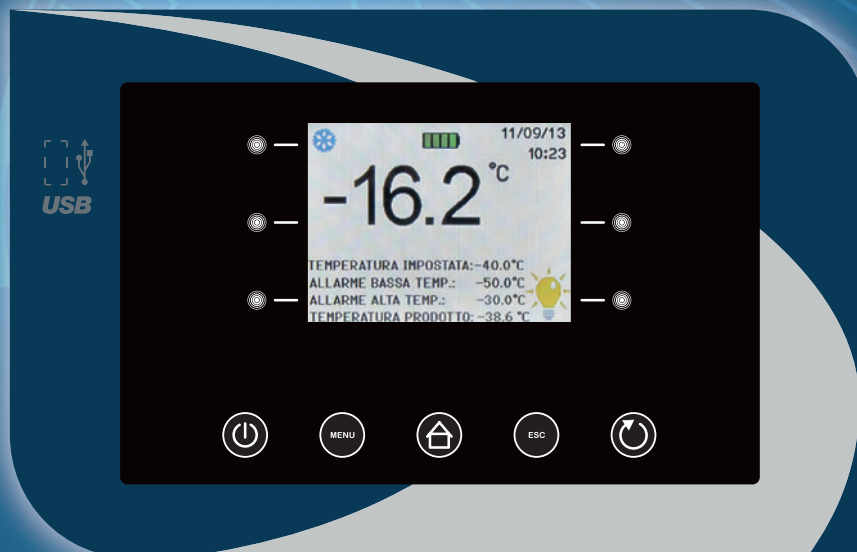 11/09/13
10:23
-16.2 °C
TEMPERATURA IMPOSTATA:-40.0°C
ALLARME BASSA TEMP.: -50.0°C
ALLARME ALTA TEMP.: -30.0°C
TEMPERATURA PRODOTTO: -38.6 °C
USB
MENU
ESC